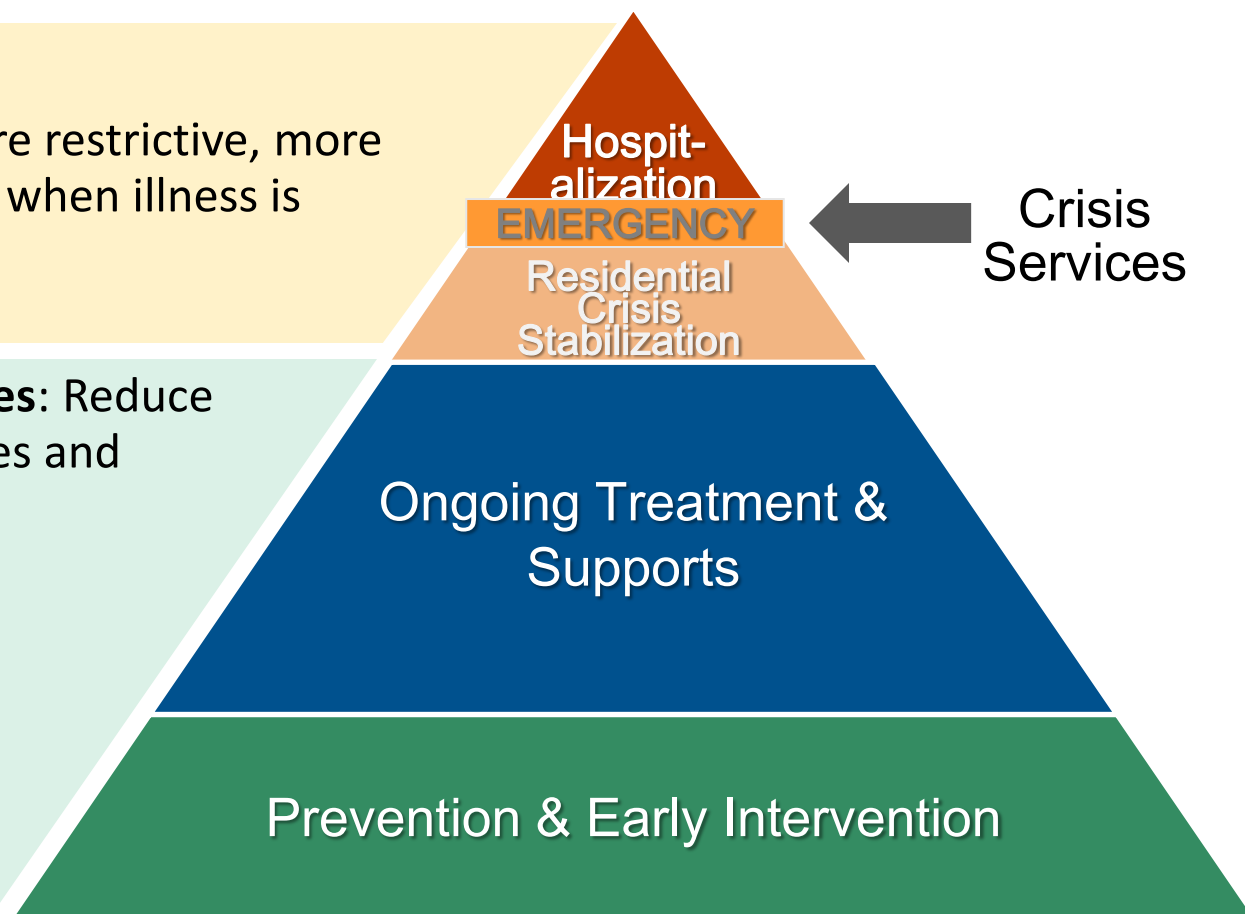 re restrictive, more
when illness is
es: Reduce
es and
Hospit-
alization
EMERGENCY
Residential
Crisis
Stabilization
Crisis
Services
Ongoing Treatment &
Supports
Prevention & Early Intervention